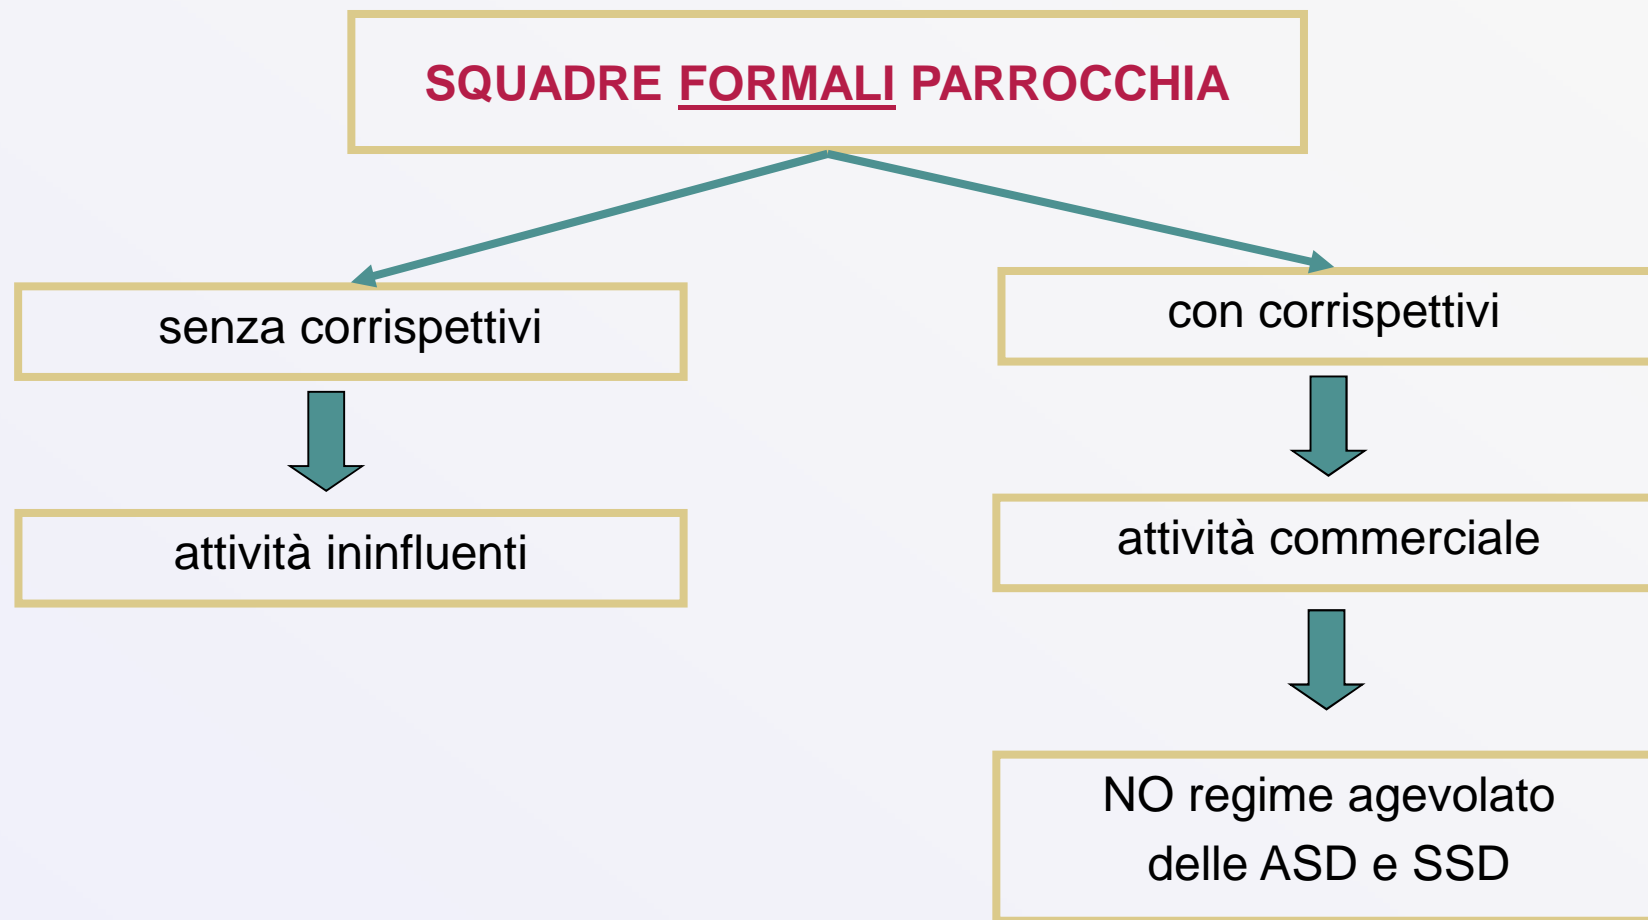 SQUADRE FORMALI PARROCCHIA
senza corrispettivi
con corrispettivi
attività ininfluenti
attività commerciale
NO regime agevolato
delle ASD e SSD